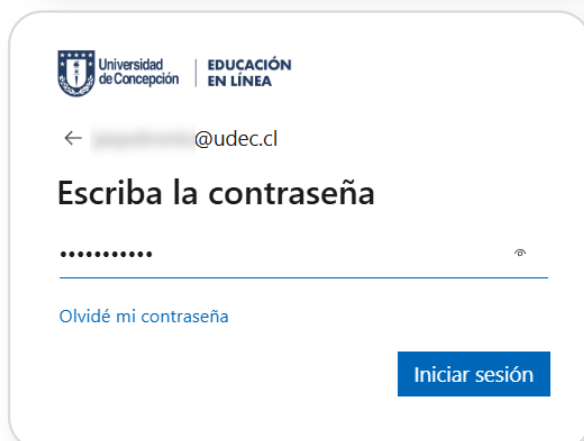 Universidad
de Concepción
EDUCACIÓN
EN LÍNEA
@udec.cl
Escriba la contraseña
•••••••••••
Olvidé mi contraseña
Iniciar sesión